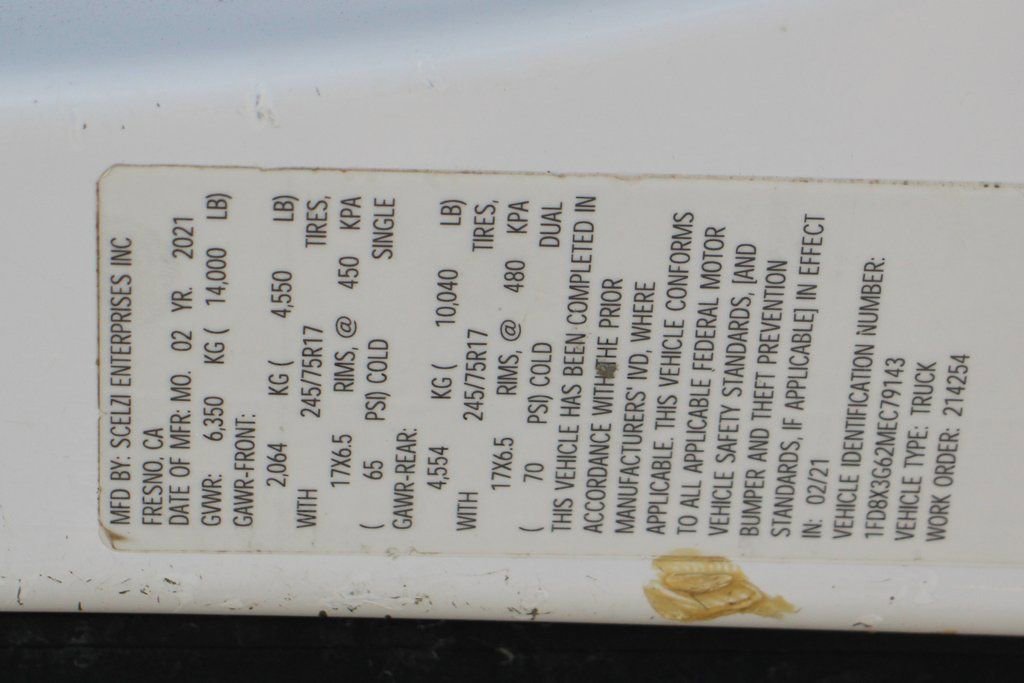 MFD BY: SCELZI ENTERPRISES INC
FRESNO, CA
DATE OF MFR: MO. 02 YR. 2021
GWWR: 6,350 KG ( 14,000 LB)
GAWR-FRONT:
2,064 KG ( 4,550 LB)
WITH 245/75R17 TIRES,
17X6.5 RIMS, @ 450 KPA
( 65 PSI) COLD SINGLE
GAWR-REAR:
4,554 KG ( 10,040 LB)
WITH 245/75R17 TIRES,
17X6.5 RIMS, @ 480 KPA
( 70 PSI) COLD DUAL
THIS VEHICLE HAS BEEN COMPLETED IN
ACCORDANCE WITH THE PRIOR
MANUFACTURERS' IVD, WHERE
APPLICABLE. THIS VEHICLE CONFORMS
TO ALL APPLICABLE FEDERAL MOTOR
VEHICLE SAFETY STANDARDS, [AND
BUMPER AND THEFT PREVENTION
STANDARDS, IF APPLICABLE] IN EFFECT
IN: 02/21
VEHICLE IDENTIFICATION NUMBER:
1FD8X3G62MEC79143
VEHICLE TYPE: TRUCK
WORK ORDER: 214254